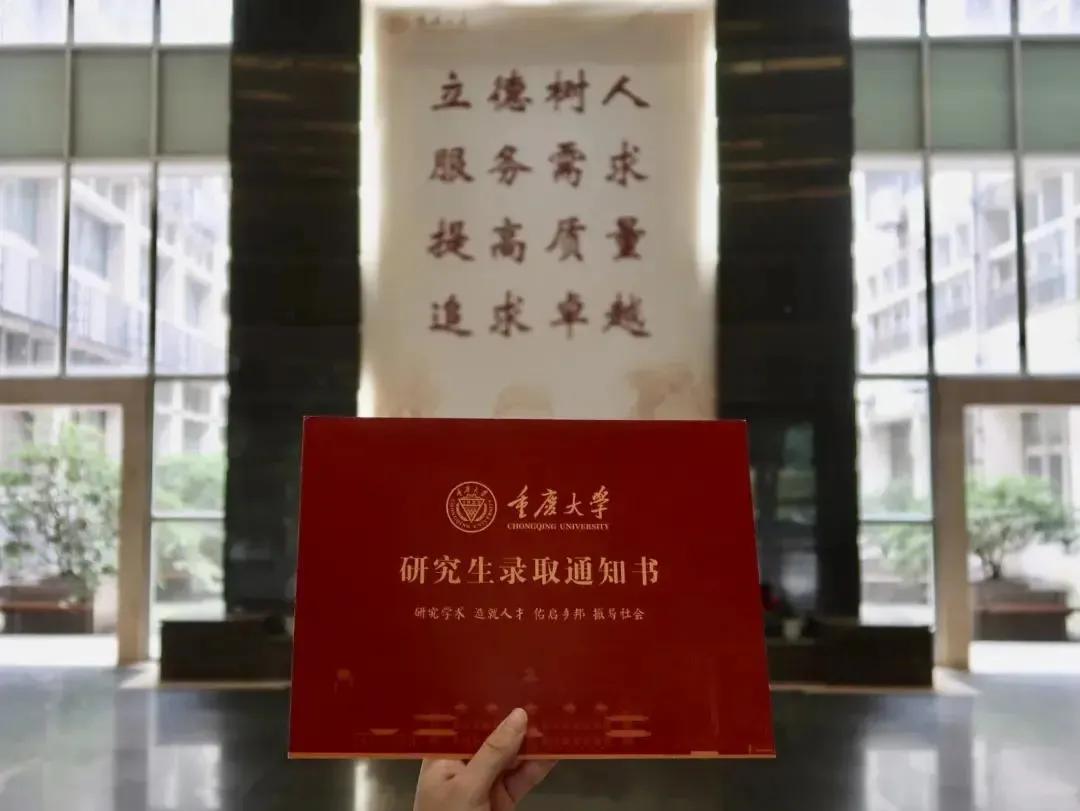 立德树人
服务需求
提高质量
追求卓越
重庆大学
CHONGQING UNIVERSITY
研究生录取通知书
研究学术 造就人才 佑启乡邦 振导社会